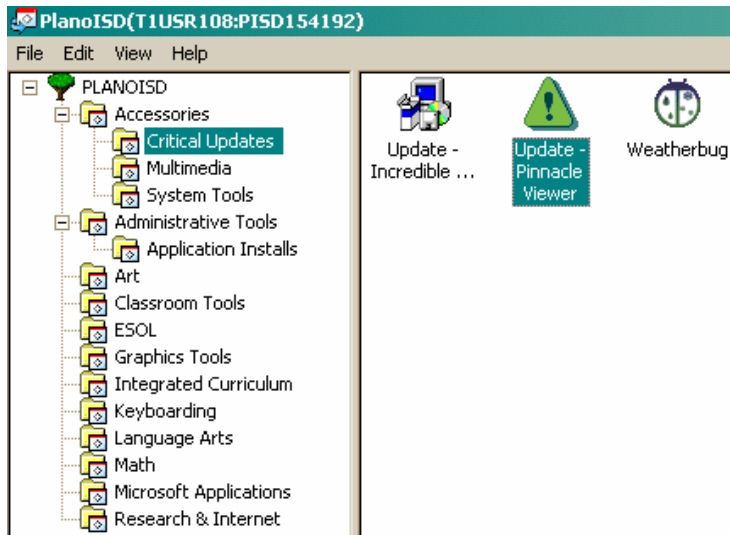 PlanoISD(T1USR108:PISD154192)
File Edit View Help
PLANOISD
Accessories
Critical Updates
Multimedia
System Tools
Administrative Tools
Application Installs
Art
Classroom Tools
ESOL
Graphics Tools
Integrated Curriculum
Keyboarding
Language Arts
Math
Microsoft Applications
Research & Internet
Update -
Incredible ...
Update -
Pinnacle
Viewer
Weatherbug